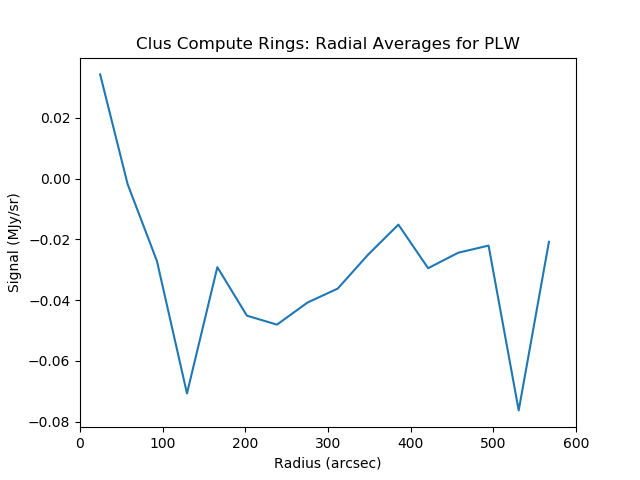 Clus Compute Rings: Radial Averages for PLW
Signal (MJy/sr)
0.02
0.00
−0.02
−0.04
−0.06
−0.08
0 100 200 300 400 500 600
Radius (arcsec)